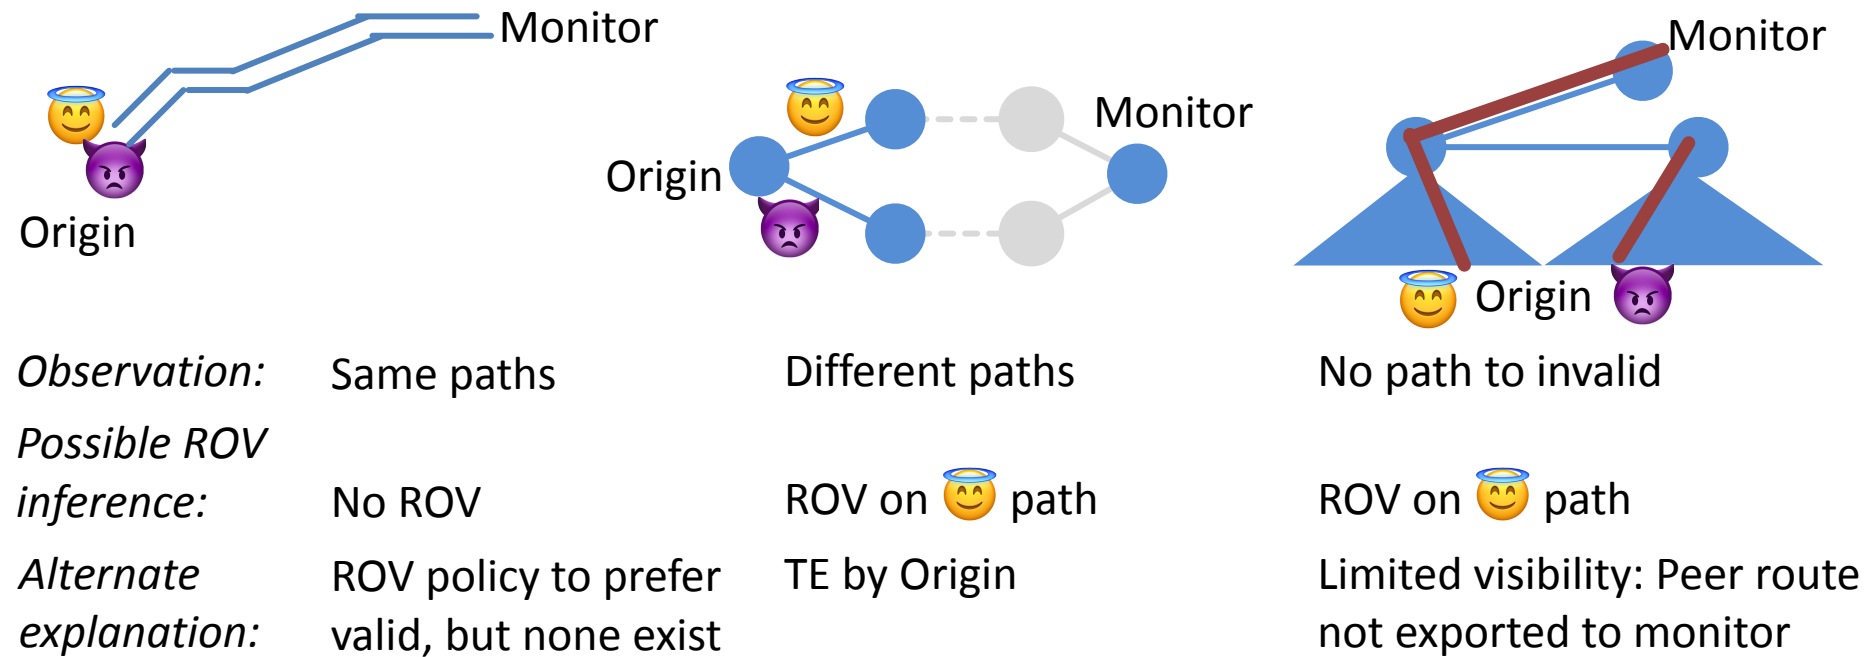 Monitor
Origin
Monitor
Origin
Monitor
Origin
Observation: Same paths Different paths No path to invalid
Possible ROV
inference: No ROV ROV on 😇 path ROV on 😇 path
Alternate ROV policy to prefer TE by Origin Limited visibility: Peer route
explanation: valid, but none exist not exported to monitor